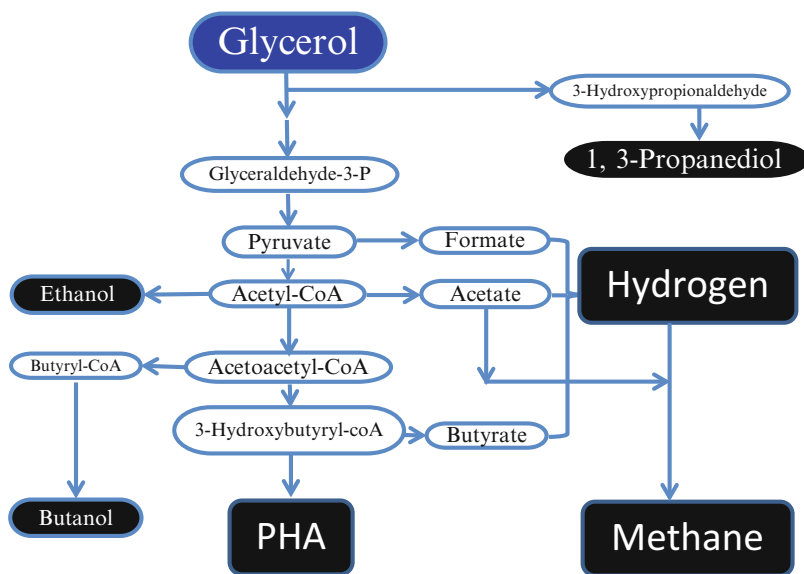 Glycerol
3-Hydroxypropionaldehyde
1, 3-Propanediol
Glyceraldehyde-3-P
Pyruvate
Formate
Hydrogen
Ethanol
Acetyl-CoA
Acetate
Butyryl-CoA
Acetoacetyl-CoA
3-Hydroxybutyryl-coA
Butyrate
Butanol
PHA
Methane